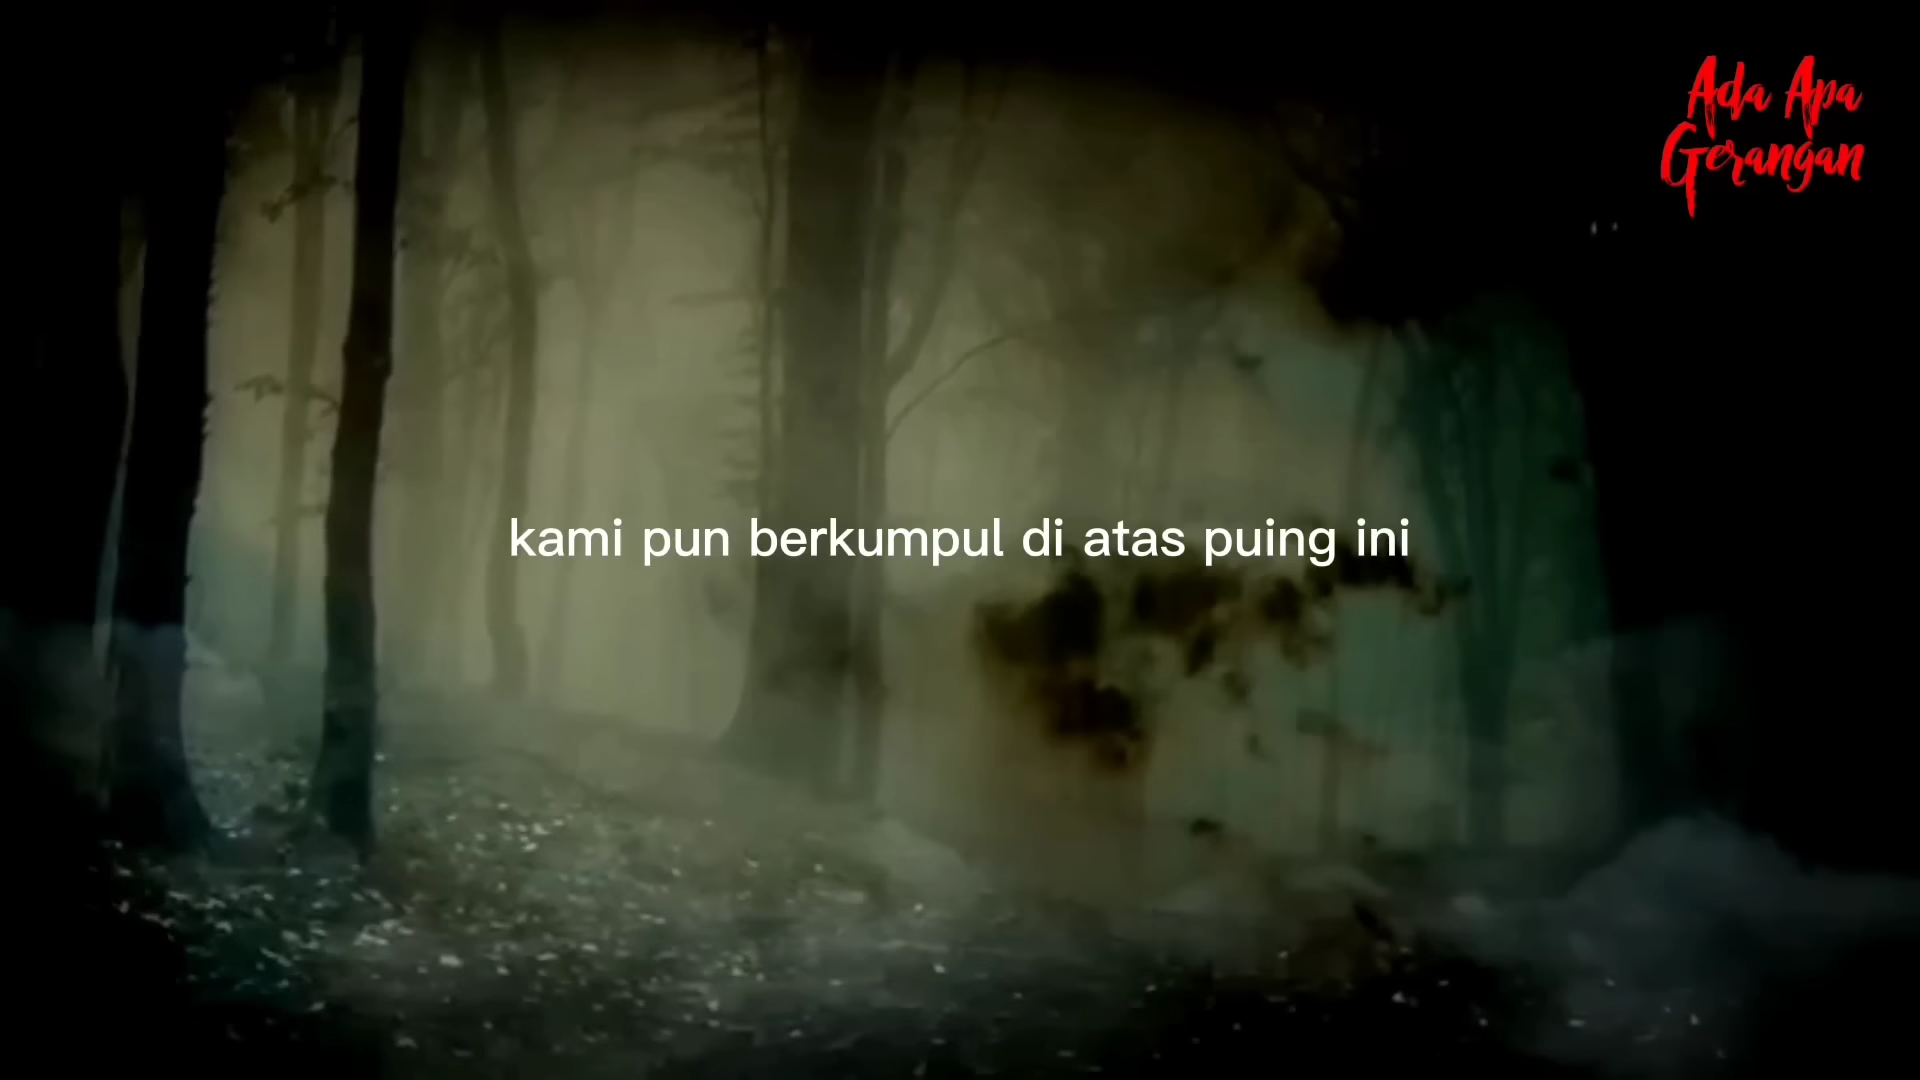 Ada Apa
Gerangan
kami pun berkumpul di atas puing ini